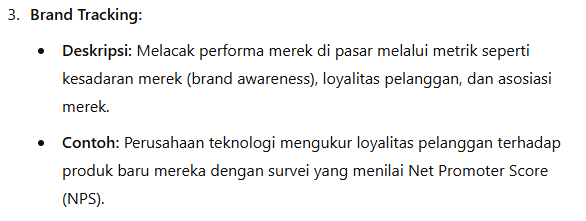 3. Brand Tracking:
• Deskripsi: Melacak performa merek di pasar melalui metrik seperti
kesadaran merek (brand awareness), loyalitas pelanggan, dan asosiasi
merek.
• Contoh: Perusahaan teknologi mengukur loyalitas pelanggan terhadap
produk baru mereka dengan survei yang menilai Net Promoter Score
(NPS).